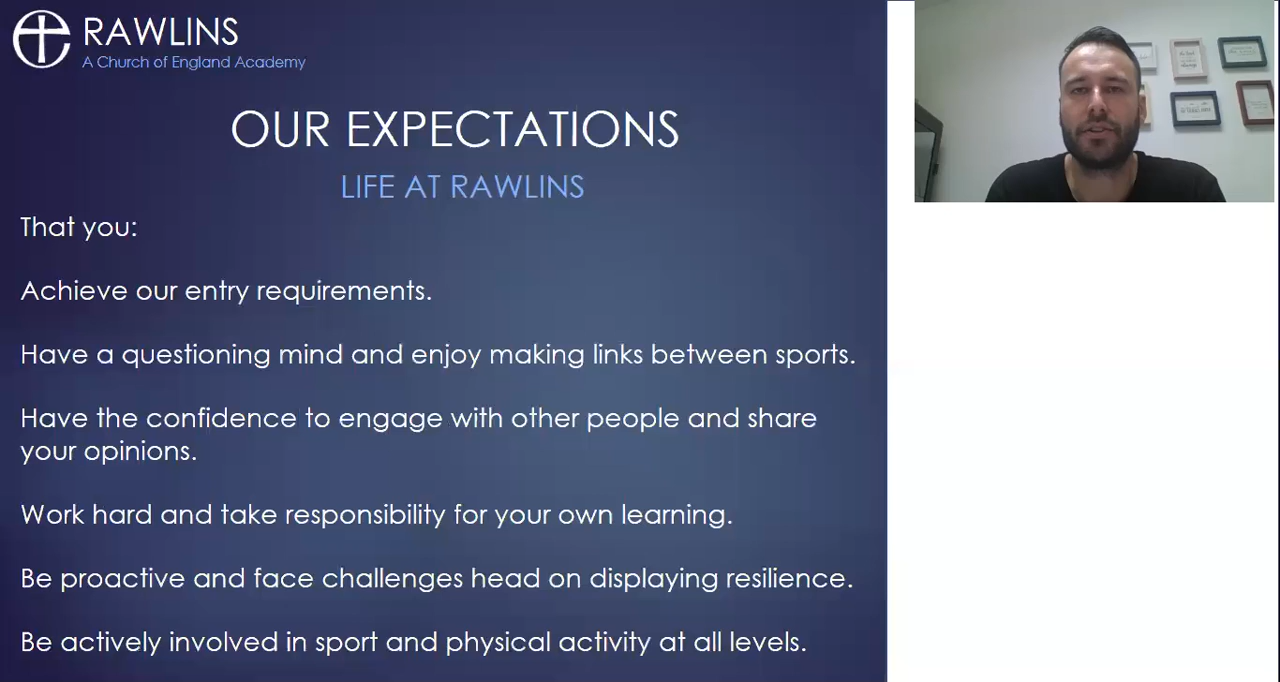 RAWLINS
A Church of England Academy
OUR EXPECTATIONS
LIFE AT RAWLINS
That you:
Achieve our entry requirements.
Have a questioning mind and enjoy making links between sports.
Have the confidence to engage with other people and share
your opinions.
Work hard and take responsibility for your own learning.
Be proactive and face challenges head on displaying resilience.
Be actively involved in sport and physical activity at all levels.